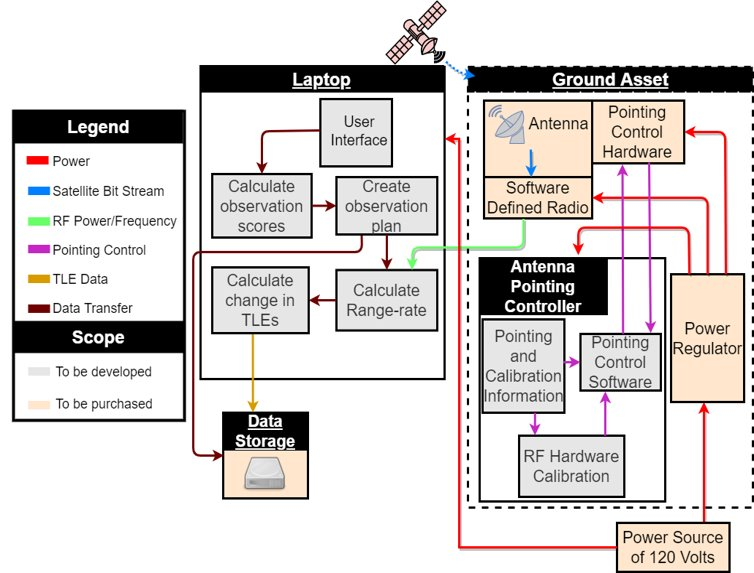 Laptop
User
Interface
Calculate
observation
scores
Create
observation
plan
Calculate
change in
TLEs
Calculate
Range-rate
Data
Storage
Ground Asset
Antenna
Pointing
Control
Hardware
Software
Defined Radio
Antenna
Pointing
Controller
Pointing
and
Calibration
Information
Pointing
Control
Software
RF Hardware
Calibration
Power
Regulator
Power Source
of 120 Volts
Legend
Power
Satellite Bit Stream
RF Power/Frequency
Pointing Control
TLE Data
Data Transfer
Scope
To be developed
To be purchased